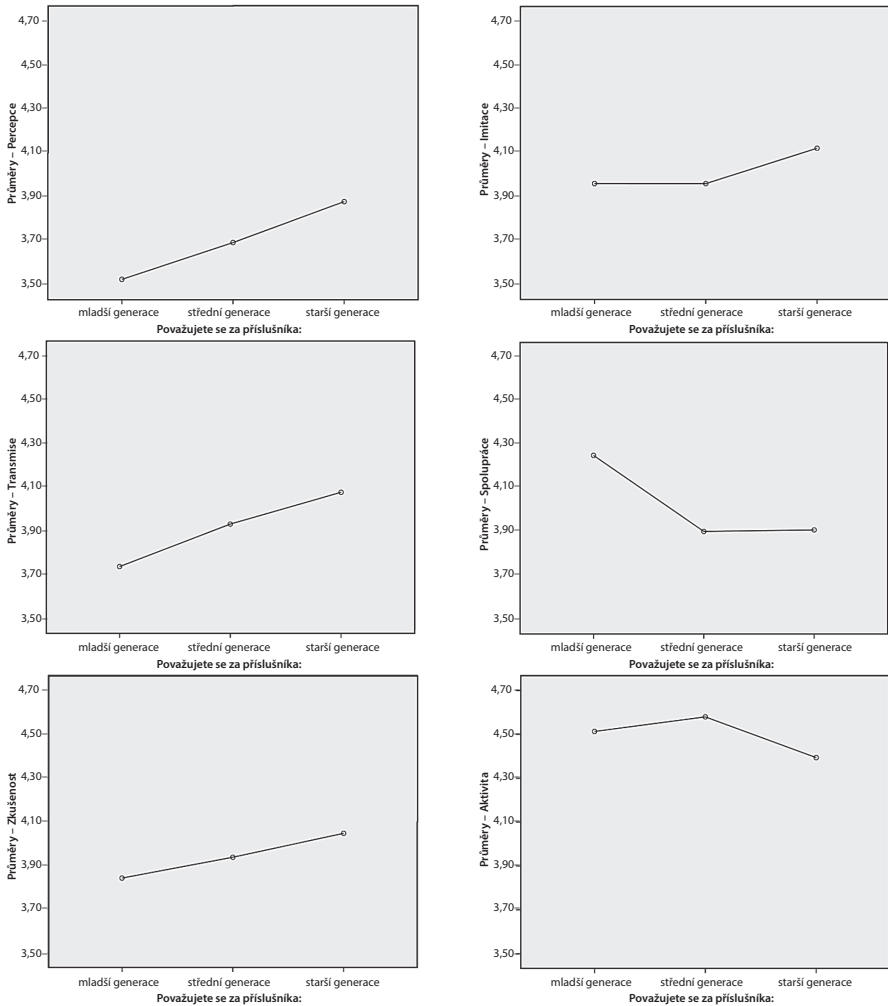 Průměry – Percepce
4,70
4,50
4,30
4,10
3,90
3,70
3,50
mladší generace střední generace starší generace
Považujete se za příslušníka:
Průměry – Imitace
4,70
4,50
4,30
4,10
3,90
3,70
3,50
mladší generace střední generace starší generace
Považujete se za příslušníka:
Průměry – Transmise
4,70
4,50
4,30
4,10
3,90
3,70
3,50
mladší generace střední generace starší generace
Považujete se za příslušníka:
Průměry – Spolupráce
4,70
4,50
4,30
4,10
3,90
3,70
3,50
mladší generace střední generace starší generace
Považujete se za příslušníka:
Průměry – Zkušenost
4,70
4,50
4,30
4,10
3,90
3,70
3,50
mladší generace střední generace starší generace
Považujete se za příslušníka:
Průměry – Aktivita
4,70
4,50
4,30
4,10
3,90
3,70
3,50
mladší generace střední generace starší generace
Považujete se za příslušníka: